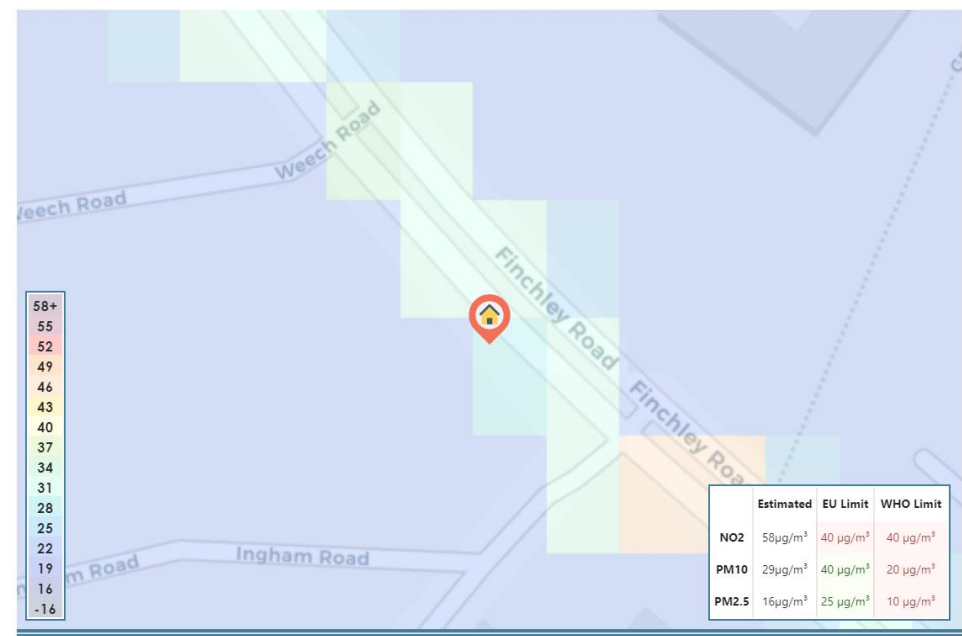 Weech Road
Veech Road
Finchley Road
Finchley Roa
58+
55
52
49
46
43
40
37
34
31
28
25
22
19
16
-16
Ingham Road
m Road
Estimated EU Limit WHO Limit
NO2 58µg/m³ 40 µg/m³ 40 µg/m³
PM10 29µg/m³ 40 µg/m³ 20 µg/m³
PM2.5 16µg/m³ 25 µg/m³ 10 µg/m³